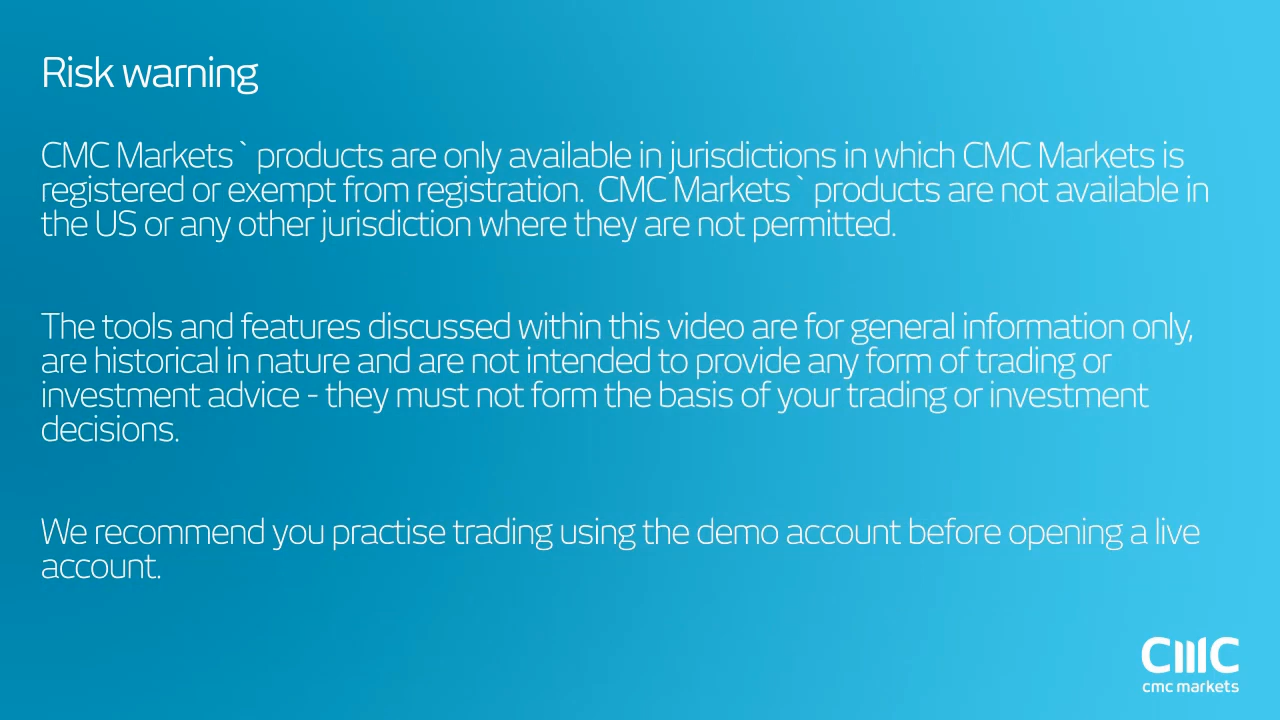 Risk warning
CMC Markets` products are only available in jurisdictions in which CMC Markets is
registered or exempt from registration.  CMC Markets` products are not available in
the US or any other jurisdiction where they are not permitted.
The tools and features discussed within this video are for general information only,
are historical in nature and are not intended to provide any form of trading or
investment advice - they must not form the basis of your trading or investment
decisions.
We recommend you practise trading using the demo account before opening a live
account.
CMC
cmc markets